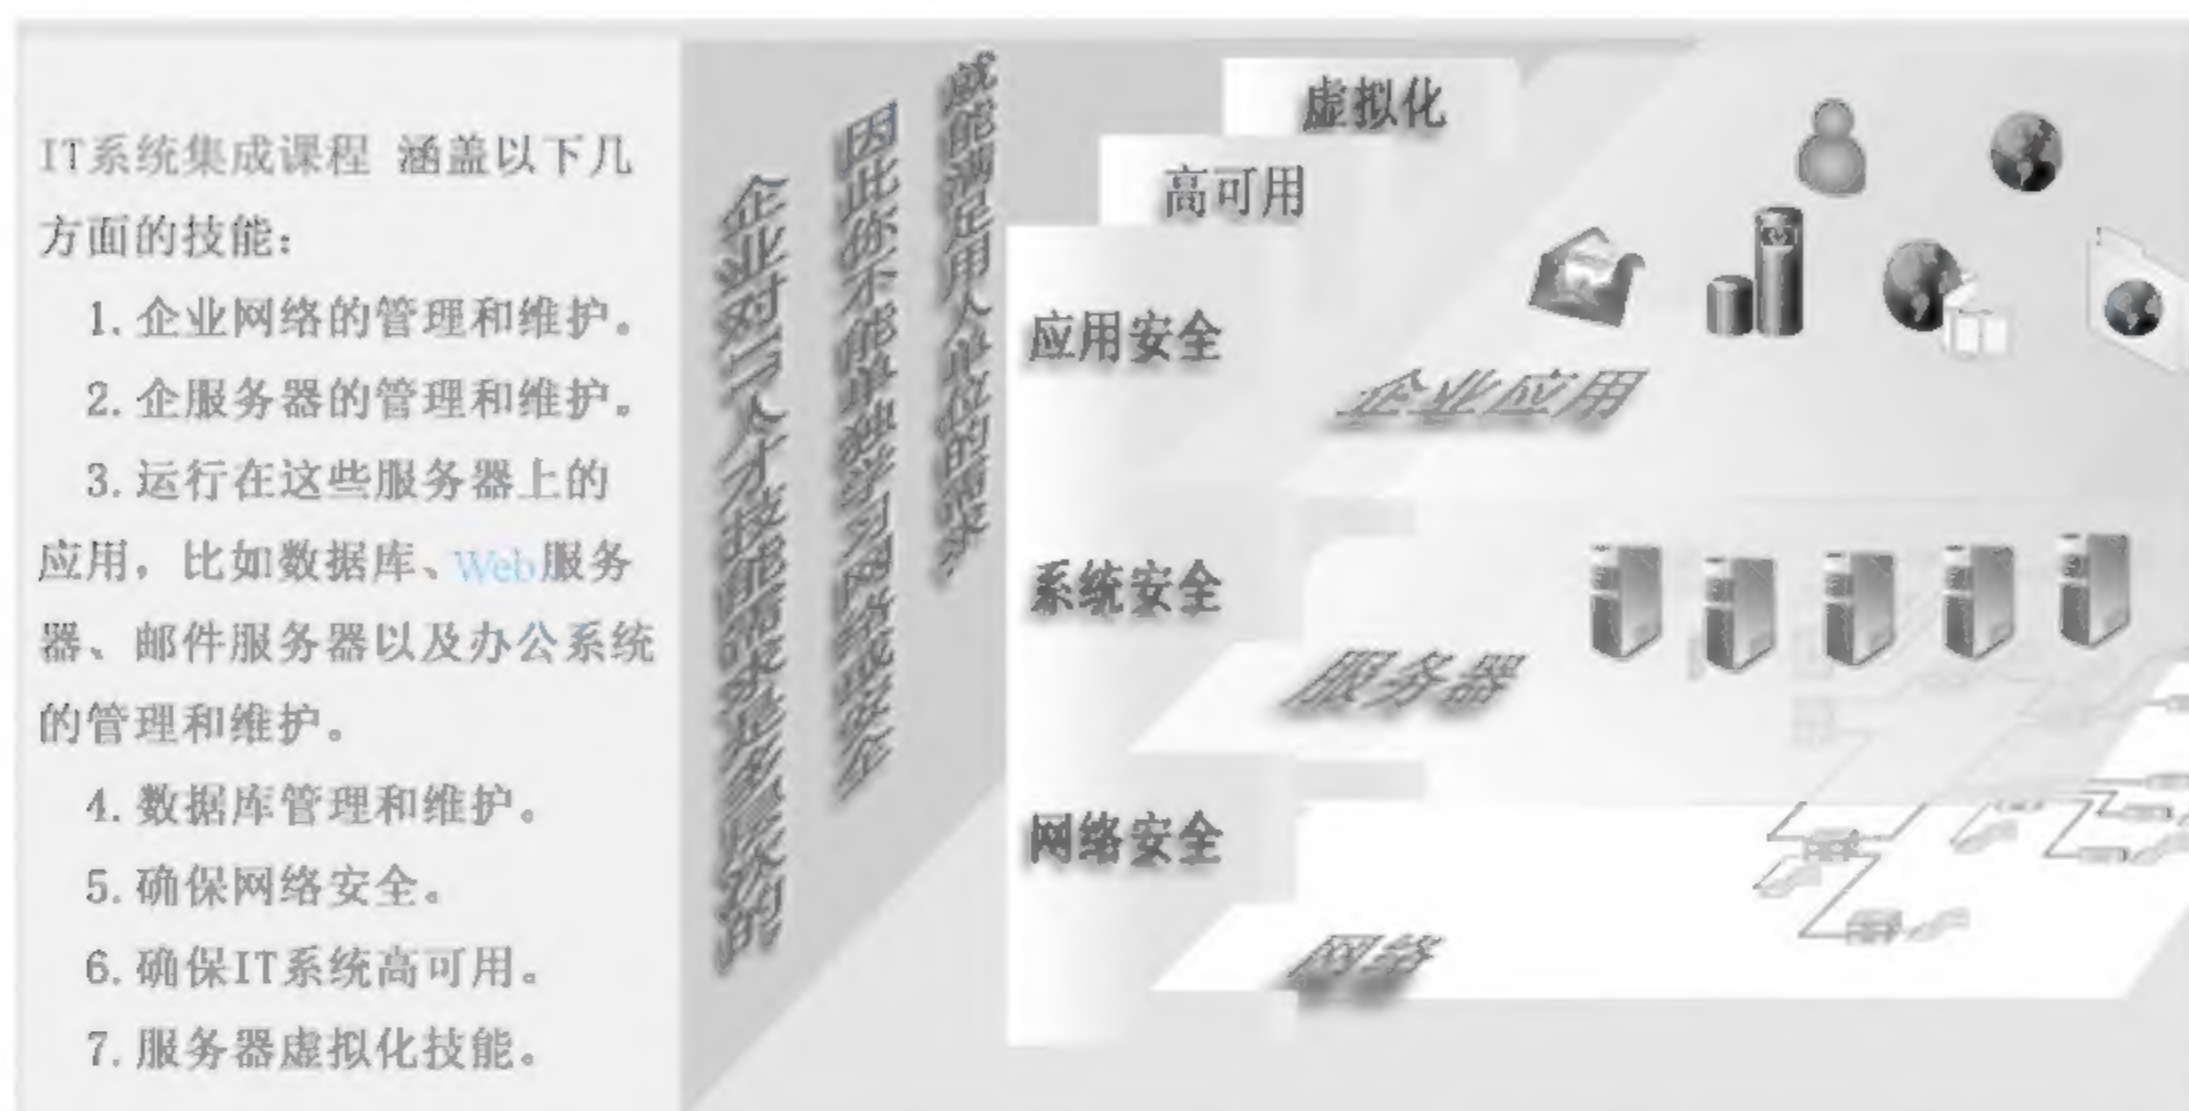 IT系统集成课程 涵盖以下几
方面的技能：
1. 企业网络的管理和维护。
2. 企服务器的管理和维护。
3. 运行在这些服务器上的
应用，比如数据库、Web服务
器、邮件服务器以及办公系统
的管理和维护。
4. 数据库管理和维护。
5. 确保网络安全。
6. 确保IT系统高可用。
7. 服务器虚拟化技能。
企业对IT人才技能需求是多层次的
因此你不能单独学习网络或安全
就能满足用人单位的需求.
虚拟化
高可用
应用安全
企业应用
系统安全
服务器
网络安全
网络